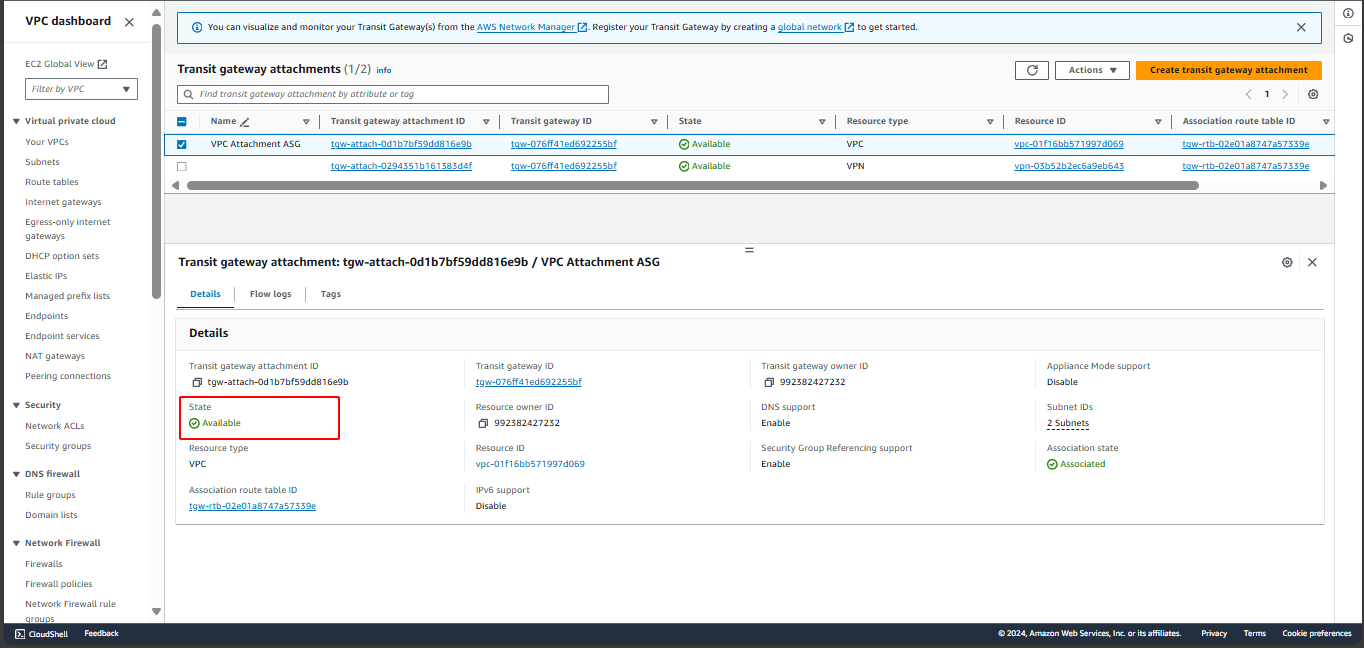 VPC dashboard
EC2 Global View
Filter by VPC
Virtual private cloud
Your VPCs
Subnets
Route tables
Internet gateways
Egress-only internet
gateways
DHCP option sets
Elastic IPs
Managed prefix lists
Endpoints
Endpoint services
NAT gateways
Peering connections
Security
Network ACLs
Security groups
DNS firewall
Rule groups
Domain lists
Network Firewall
Firewalls
Firewall policies
Network Firewall rule
groups
You can visualize and monitor your Transit Gateway(s) from the AWS Network Manager. Register your Transit Gateway by creating a global network to get started.
Transit gateway attachments (1/2) Info
Actions
Create transit gateway attachment
Find transit gateway attachment by attribute or tag
1
Name Transit gateway attachment ID Transit gateway ID State Resource type Resource ID Association route table ID
VPC Attachment ASG tgw-attach-0d1b7bf59dd816e9b tgw-076ff41ed692255bf Available VPC vpc-01f16bb571997d069 tgw-rtb-02e01a8747a57339e
tgw-attach-0294351b161383d4f tgw-076ff41ed692255bf Available VPN vpn-03b52b2ec6a9eb643 tgw-rtb-02e01a8747a57339e
Transit gateway attachment: tgw-attach-0d1b7bf59dd816e9b / VPC Attachment ASG
Details Flow logs Tags
Details
Transit gateway attachment ID
tgw-attach-0d1b7bf59dd816e9b
Transit gateway ID
tgw-076ff41ed692255bf
Transit gateway owner ID
992382427232
Appliance Mode support
Disable
State
Available
Resource owner ID
992382427232
DNS support
Enable
Subnet IDs
2 Subnets
Resource type
VPC
Resource ID
vpc-01f16bb571997d069
Security Group Referencing support
Enable
Association state
Associated
Association route table ID
tgw-rtb-02e01a8747a57339e
IPv6 support
Disable
CloudShell Feedback © 2024, Amazon Web Services, Inc. or its affiliates. Privacy Terms Cookie preferences